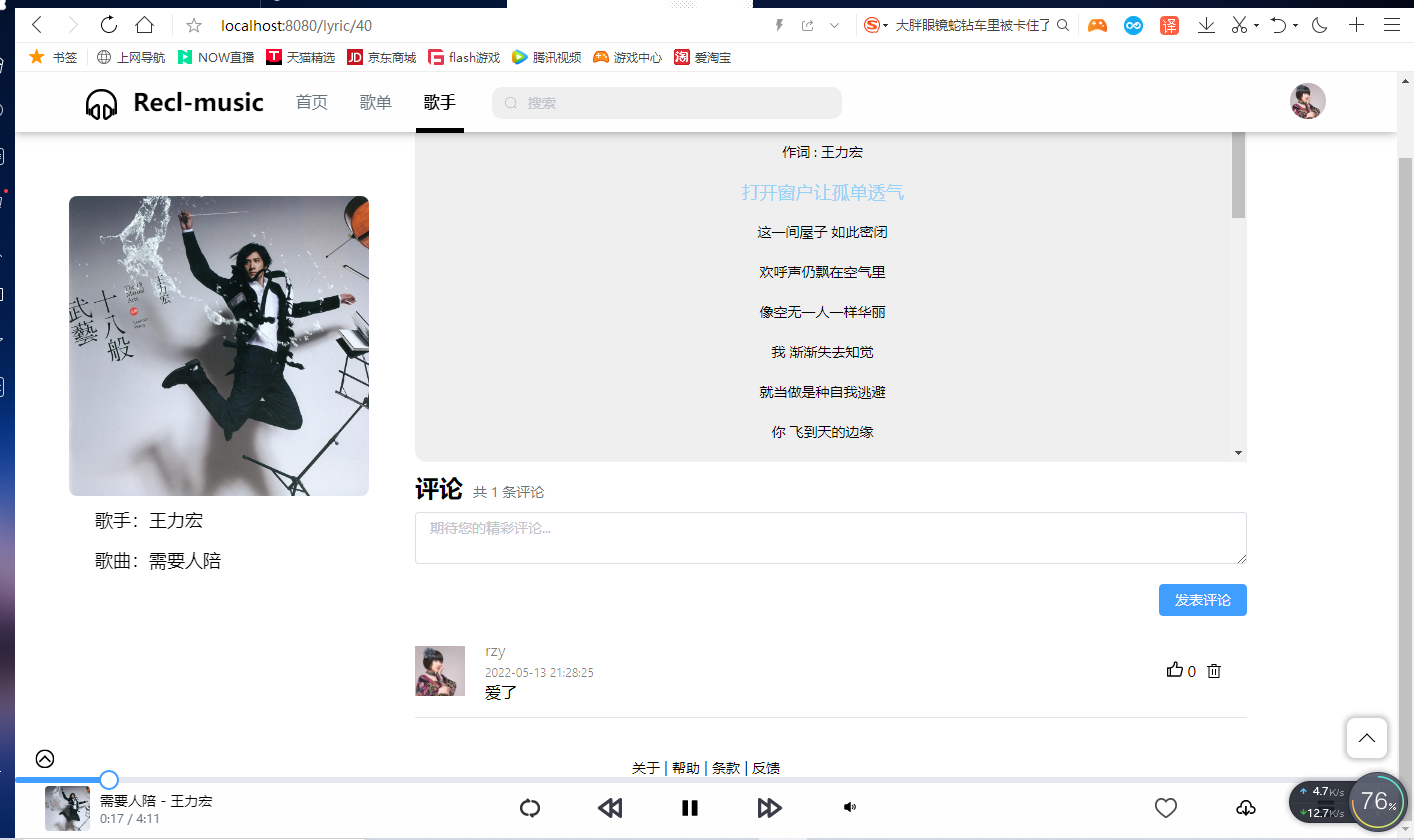 localhost:8080/lyric/40
大胖眼镜蛇钻车里被卡住了
译
书签 上网导航 NOW直播 天猫精选 京东商城 flash游戏 腾讯视频 游戏中心 爱淘宝
Recl-music 首页 歌单 歌手 搜索
作词 : 王力宏
打开窗户让孤单透气
这一间屋子 如此密闭
欢呼声仍飘在空气里
像空无一人一样华丽
我 渐渐失去知觉
就当做是种自我逃避
你 飞到天的边缘
王力宏
十八般
武藝
歌手：王力宏
歌曲：需要人陪
评论 共 1 条评论
期待您的精彩评论...
发表评论
rzy
2022-05-13 21:28:25
爱了
0
关于 | 帮助 | 条款 | 反馈
需要人陪 - 王力宏
0:17 / 4:11
4.7K/s
12.7K/s
76%